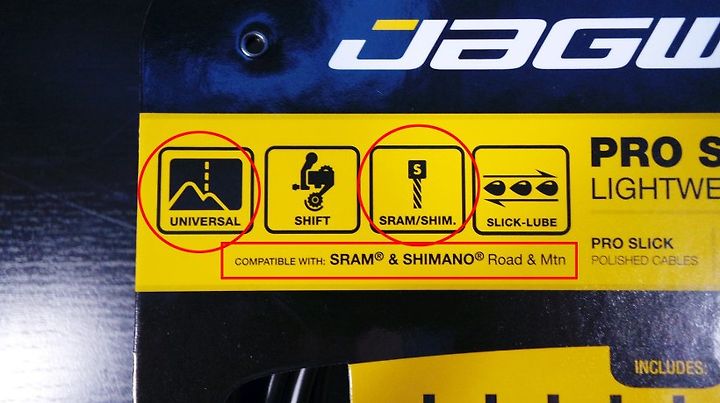 JAGW
UNIVERSAL
SHIFT
S
SRAM/SHIM.
SLICK-LUBE
PRO S
LIGHTWE
COMPATIBLE WITH: SRAM® & SHIMANO® Road & Mtn
PRO SLICK
POLISHED CABLES
INCLUDES: